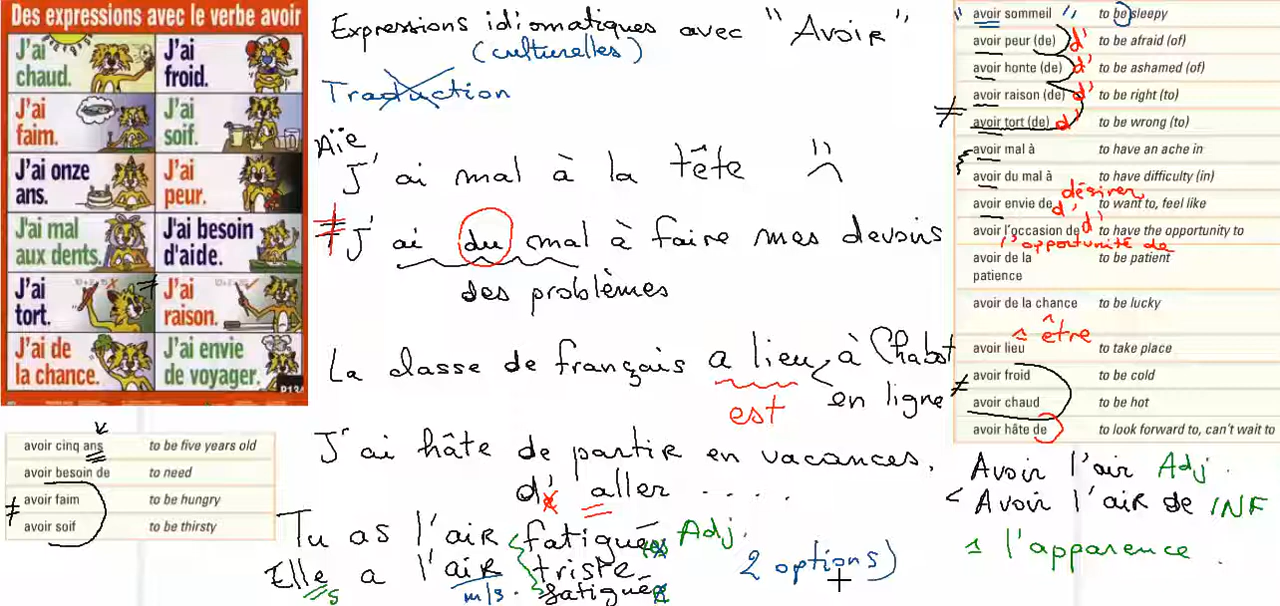 Des expressions avec le verbe avoir
J'ai chaud.
J'ai froid.
J'ai faim.
J'ai soif.
J'ai onze ans.
J'ai peur.
J'ai mal aux dents.
J'ai besoin d'aide.
J'ai tort.
≠
J'ai raison.
J'ai de la chance.
J'ai envie de voyager.
avoir cinq ans to be five years old
avoir besoin de to need
≠ avoir faim to be hungry
avoir soif to be thirsty
Expressions idiomatiques avec "Avoir"
(culturelles)
Traduction
Aïe
J'ai mal à la tête
≠ J'ai du mal à faire mes devoirs
des problèmes
La classe de français a lieu à Chabot
est en ligne
J'ai hâte de partir en vacances.
d' aller ....
Tu as l'air fatigué(e) Adj.
Elle a l'air triste
s m/s. fatigué
2 options)
" avoir sommeil " to be sleepy
avoir peur (de) d' to be afraid (of)
avoir honte (de) d' to be ashamed (of)
avoir raison (de) d' to be right (to)
≠ avoir tort (de) d' to be wrong (to)
avoir mal à to have an ache in
avoir du mal à to have difficulty (in)
désirer
avoir envie de d' to want to, feel like
avoir l'occasion de d' to have the opportunity to
l'opportunité de
avoir de la patience to be patient
avoir de la chance to be lucky
être
avoir lieu to take place
≠ avoir froid to be cold
avoir chaud to be hot
avoir hâte de to look forward to, can't wait to
Avoir l'air Adj.
< Avoir l'air de INF
l'apparence